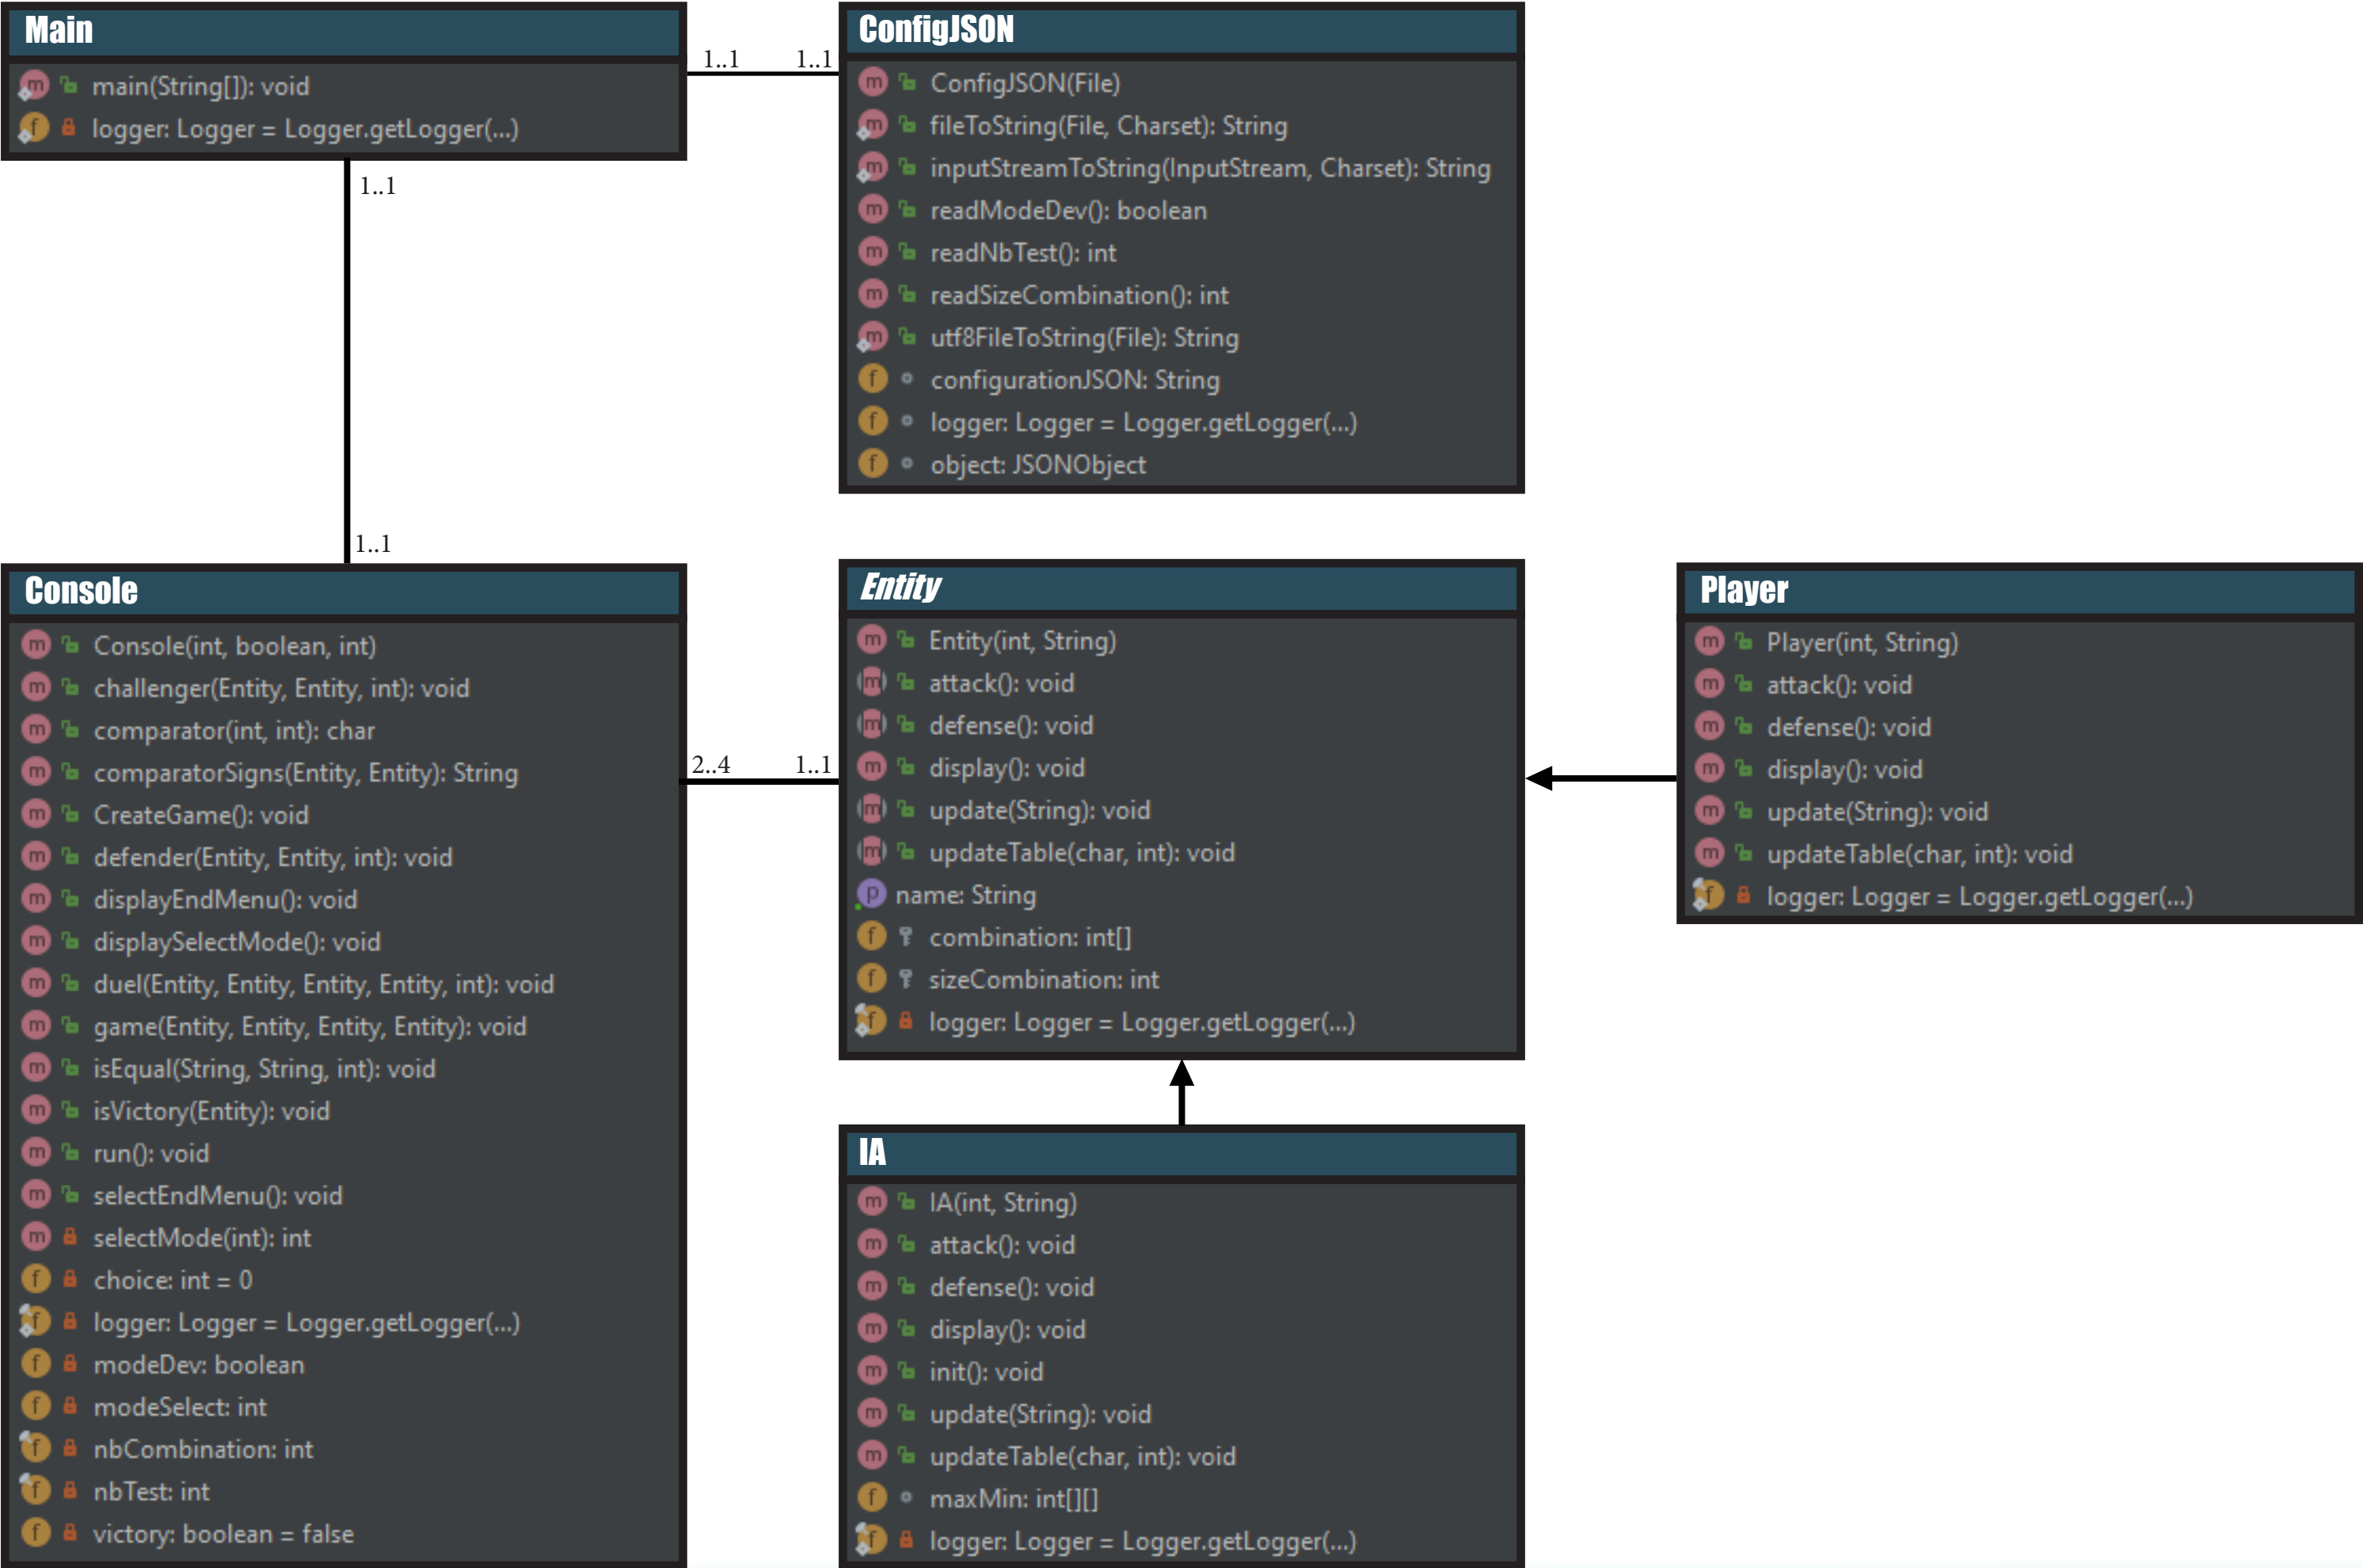 Main
main(String[]): void
logger: Logger = Logger.getLogger(...)
1..1
1..1
ConfigJSON
ConfigJSON(File)
fileToString(File, Charset): String
inputStreamToString(InputStream, Charset): String
readModeDev(): boolean
readNbTest(): int
readSizeCombination(): int
utf8FileToString(File): String
configurationJSON: String
logger: Logger = Logger.getLogger(...)
object: JSONObject
1..1
1..1
Console
Console(int, boolean, int)
challenger(Entity, Entity, int): void
comparator(int, int): char
comparatorSigns(Entity, Entity): String
CreateGame(): void
defender(Entity, Entity, int): void
displayEndMenu(): void
displaySelectMode(): void
duel(Entity, Entity, Entity, Entity, int): void
game(Entity, Entity, Entity, Entity): void
isEqual(String, String, int): void
isVictory(Entity): void
run(): void
selectEndMenu(): void
selectMode(int): int
choice: int = 0
logger: Logger = Logger.getLogger(...)
modeDev: boolean
modeSelect: int
nbCombination: int
nbTest: int
victory: boolean = false
2..4
1..1
Entity
Entity(int, String)
attack(): void
defense(): void
display(): void
update(String): void
updateTable(char, int): void
name: String
combination: int[]
sizeCombination: int
logger: Logger = Logger.getLogger(...)
Player
Player(int, String)
attack(): void
defense(): void
display(): void
update(String): void
updateTable(char, int): void
logger: Logger = Logger.getLogger(...)
IA
IA(int, String)
attack(): void
defense(): void
display(): void
init(): void
update(String): void
updateTable(char, int): void
maxMin: int[][]
logger: Logger = Logger.getLogger(...)